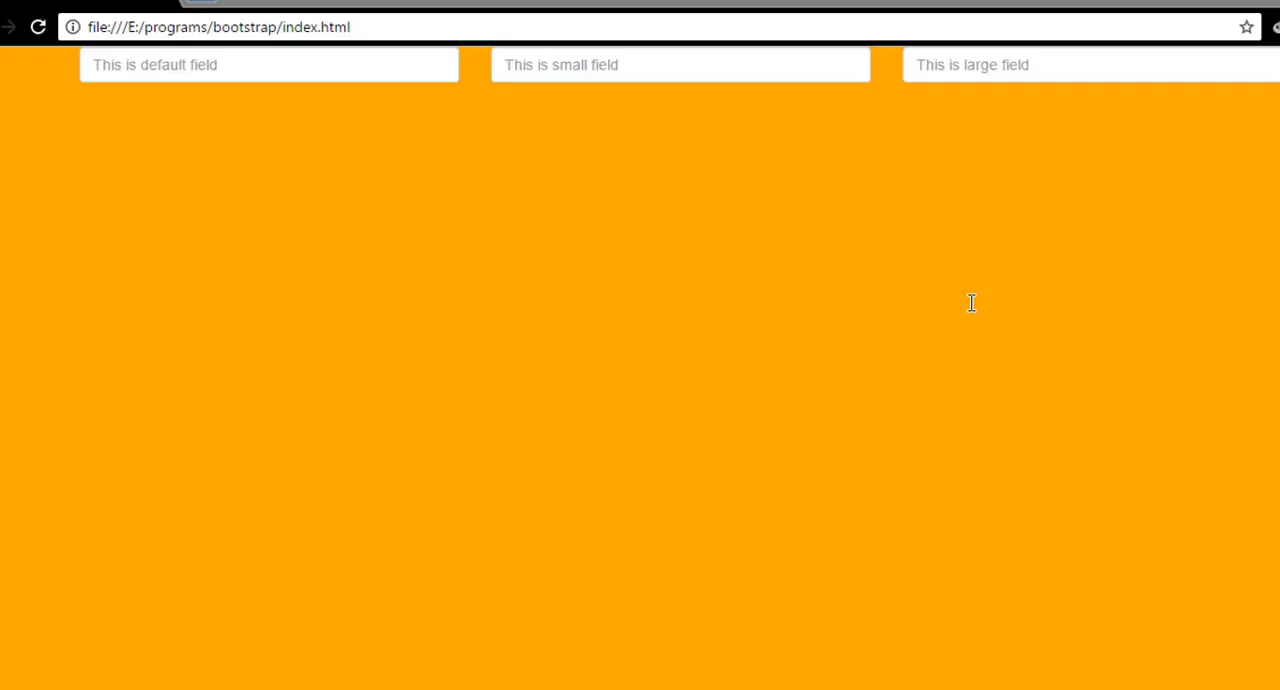 file:///E:/programs/bootstrap/index.html
This is default field
This is small field
This is large field